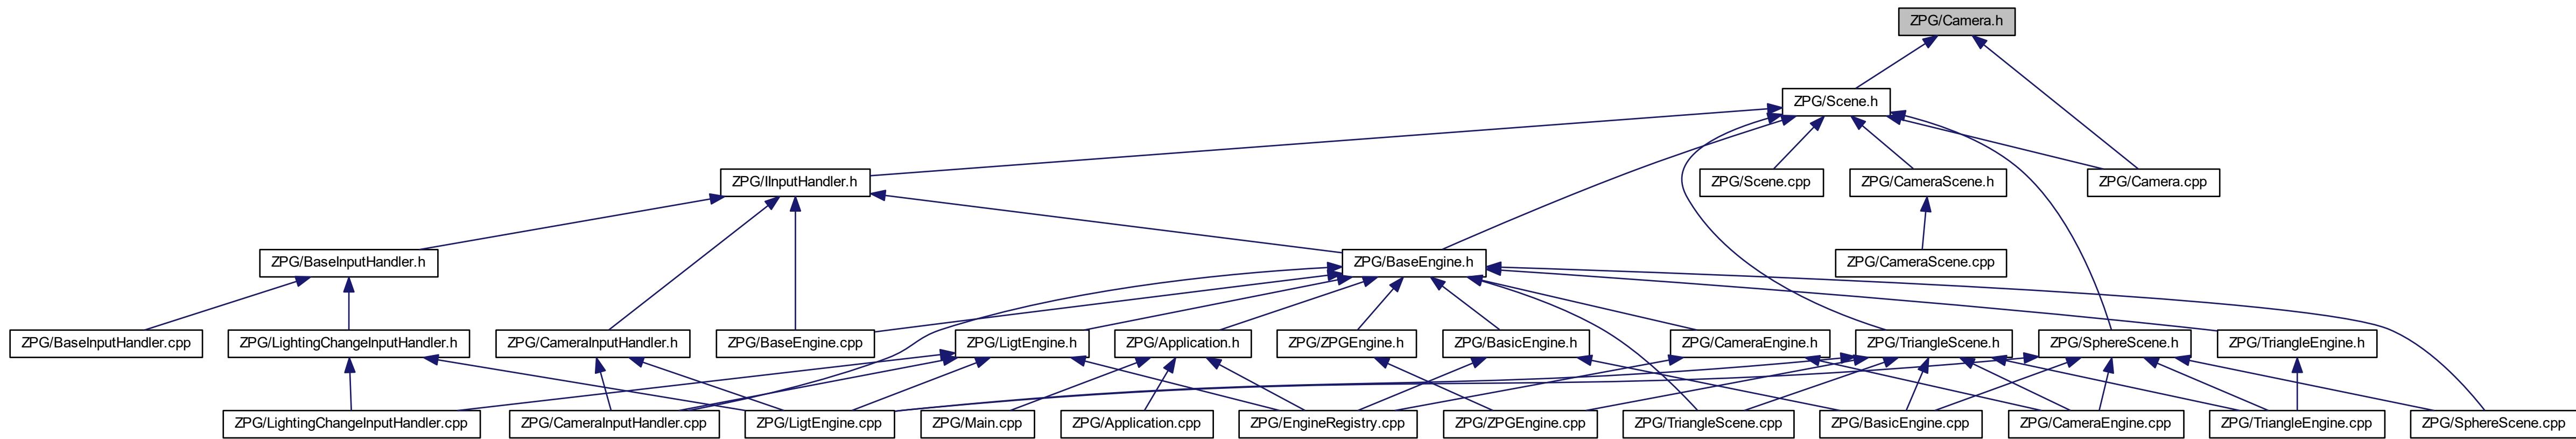 ZPG/Camera.h
ZPG/Scene.h
ZPG/IInputHandler.h
ZPG/Scene.cpp
ZPG/CameraScene.h
ZPG/Camera.cpp
ZPG/BaseInputHandler.h
ZPG/BaseEngine.h
ZPG/CameraScene.cpp
ZPG/BaseInputHandler.cpp
ZPG/LightingChangeInputHandler.h
ZPG/CameraInputHandler.h
ZPG/BaseEngine.cpp
ZPG/LigtEngine.h
ZPG/Application.h
ZPG/ZPGEngine.h
ZPG/BasicEngine.h
ZPG/CameraEngine.h
ZPG/TriangleScene.h
ZPG/SphereScene.h
ZPG/TriangleEngine.h
ZPG/LightingChangeInputHandler.cpp
ZPG/CameraInputHandler.cpp
ZPG/LigtEngine.cpp
ZPG/Main.cpp
ZPG/Application.cpp
ZPG/EngineRegistry.cpp
ZPG/ZPGEngine.cpp
ZPG/TriangleScene.cpp
ZPG/BasicEngine.cpp
ZPG/CameraEngine.cpp
ZPG/TriangleEngine.cpp
ZPG/SphereScene.cpp